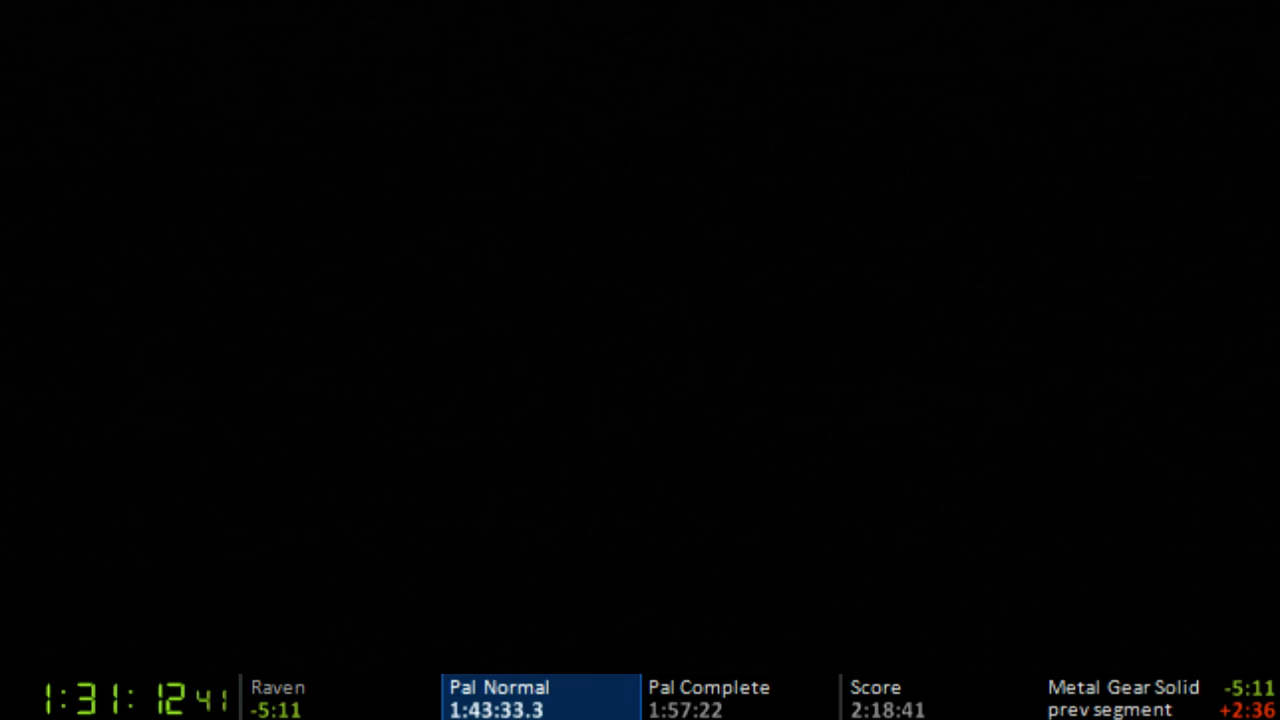 1:31:12 41
Raven
-5:11
Pal Normal
1:43:33.3
Pal Complete
1:57:22
Score
2:18:41
Metal Gear Solid -5:11
prev segment +2:36